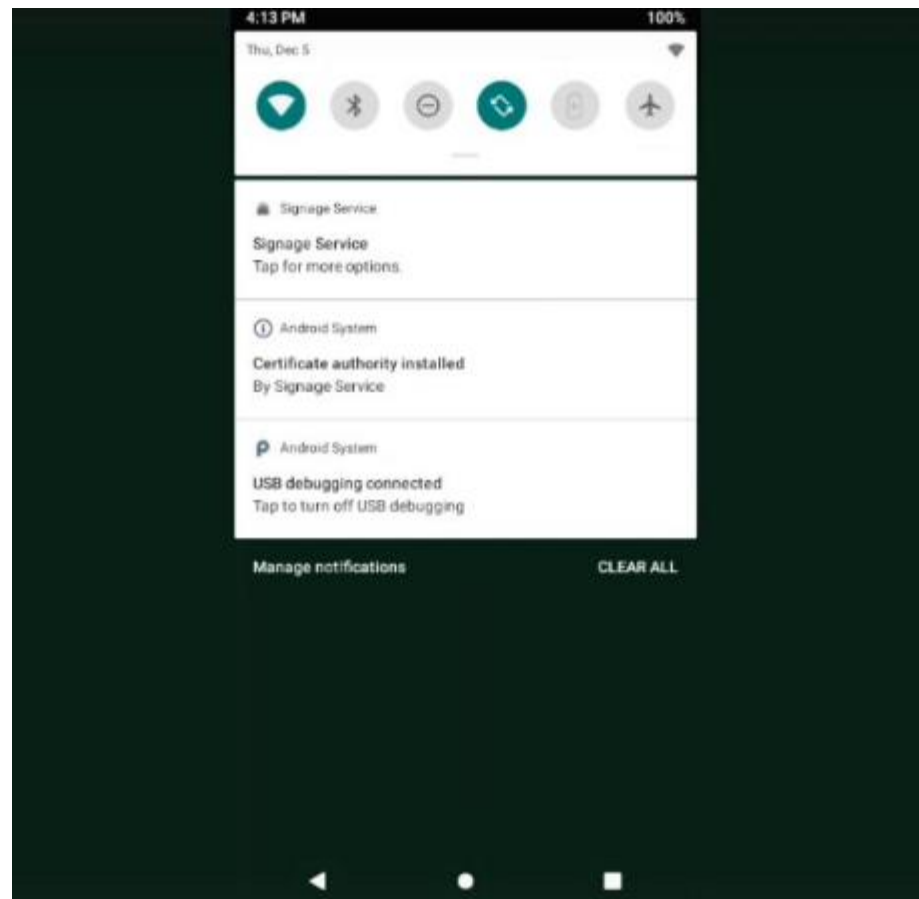 4:13 PM 100%
Thu, Dec 5
Signage Service
Signage Service
Tap for more options.
Android System
Certificate authority installed
By Signage Service
Android System
USB debugging connected
Tap to turn off USB debugging
Manage notifications CLEAR ALL